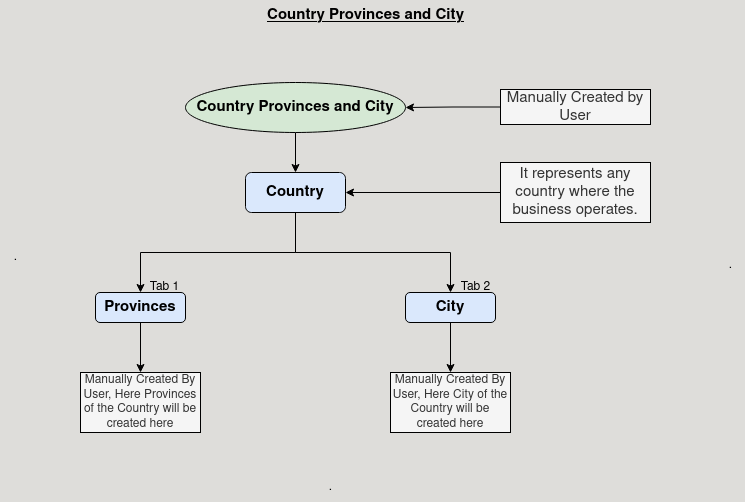 Country Provinces and City
Country Provinces and City
Manually Created by
User
Country
It represents any
country where the
business operates.
Tab 1
Provinces
Tab 2
City
Manually Created By
User, Here Provinces
of the Country will be
created here
Manually Created By
User, Here City of the
Country will be
created here